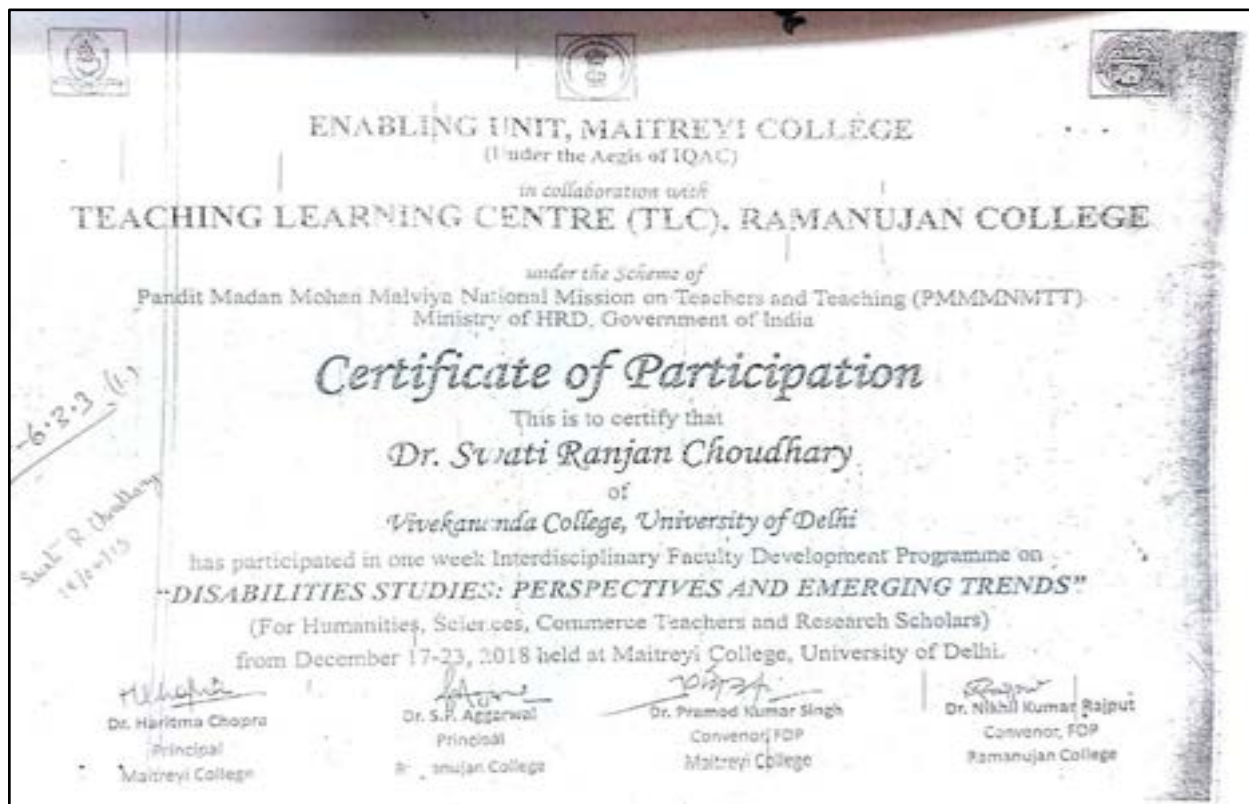 ENABLING UNIT, MAITREYI COLLEGE
(Under the Aegis of IQAC)
in collaboration with
TEACHING LEARNING CENTRE (TLC), RAMANUJAN COLLEGE
under the Scheme of
Pandit Madan Mohan Malviya National Mission on Teachers and Teaching (PMMMNMTT)
Ministry of HRD, Government of India
Certificate of Participation
This is to certify that
Dr. Swati Ranjan Choudhary
of
Vivekananda College, University of Delhi
has participated in one week Interdisciplinary Faculty Development Programme on
"DISABILITIES STUDIES: PERSPECTIVES AND EMERGING TRENDS"
(For Humanities, Sciences, Commerce Teachers and Research Scholars)
from December 17-23, 2018 held at Maitreyi College, University of Delhi.
Dr. Haritma Chopra
Principal
Maitreyi College
Dr. S.P. Aggarwal
Principal
Ramanujan College
Dr. Pramod Kumar Singh
Convenor, FDP
Maitreyi College
Dr. Nikhil Kumar Rajput
Convenor, FDP
Ramanujan College